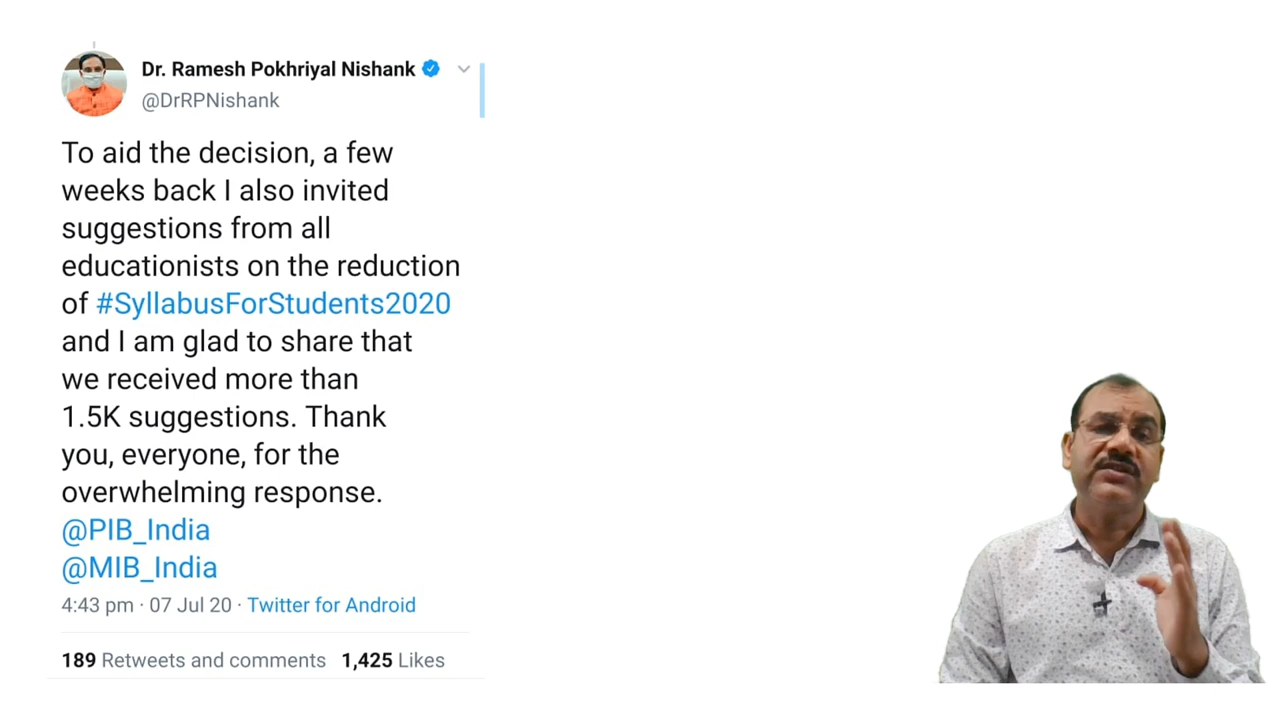 Dr. Ramesh Pokhriyal Nishank
@DrRPNishank
To aid the decision, a few
weeks back I also invited
suggestions from all
educationists on the reduction
of #SyllabusForStudents2020
and I am glad to share that
we received more than
1.5K suggestions. Thank
you, everyone, for the
overwhelming response.
@PIB_India
@MIB_India
4:43 pm · 07 Jul 20 · Twitter for Android
189 Retweets and comments 1,425 Likes